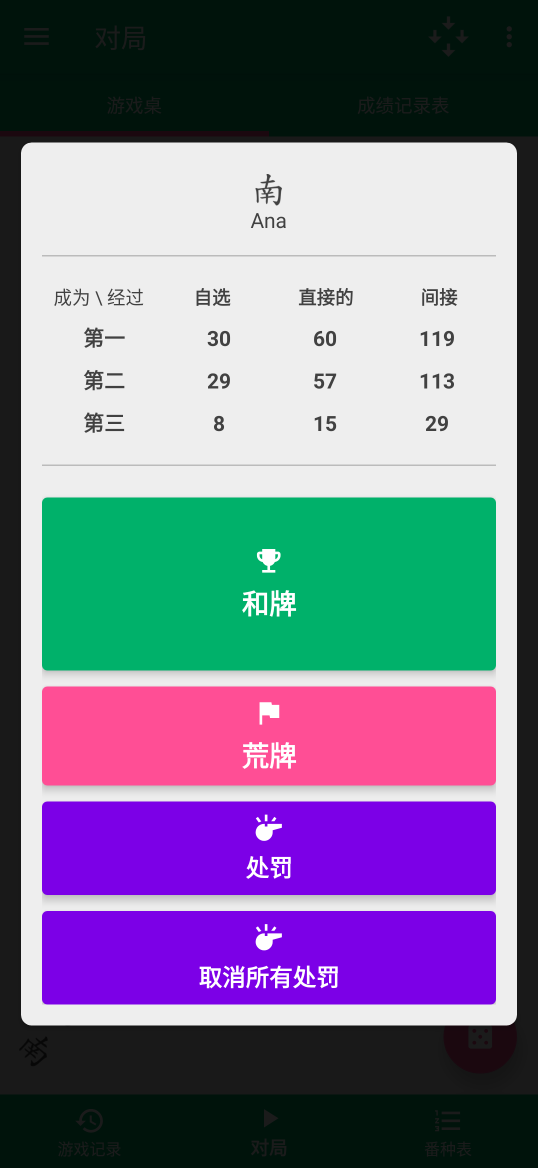 对局
游戏桌 成绩记录表
南
Ana
成为 \ 经过 自选 直接的 间接
第一 30 60 119
第二 29 57 113
第三 8 15 29
和牌
荒牌
处罚
取消所有处罚
南
游戏记录 对局 番种表